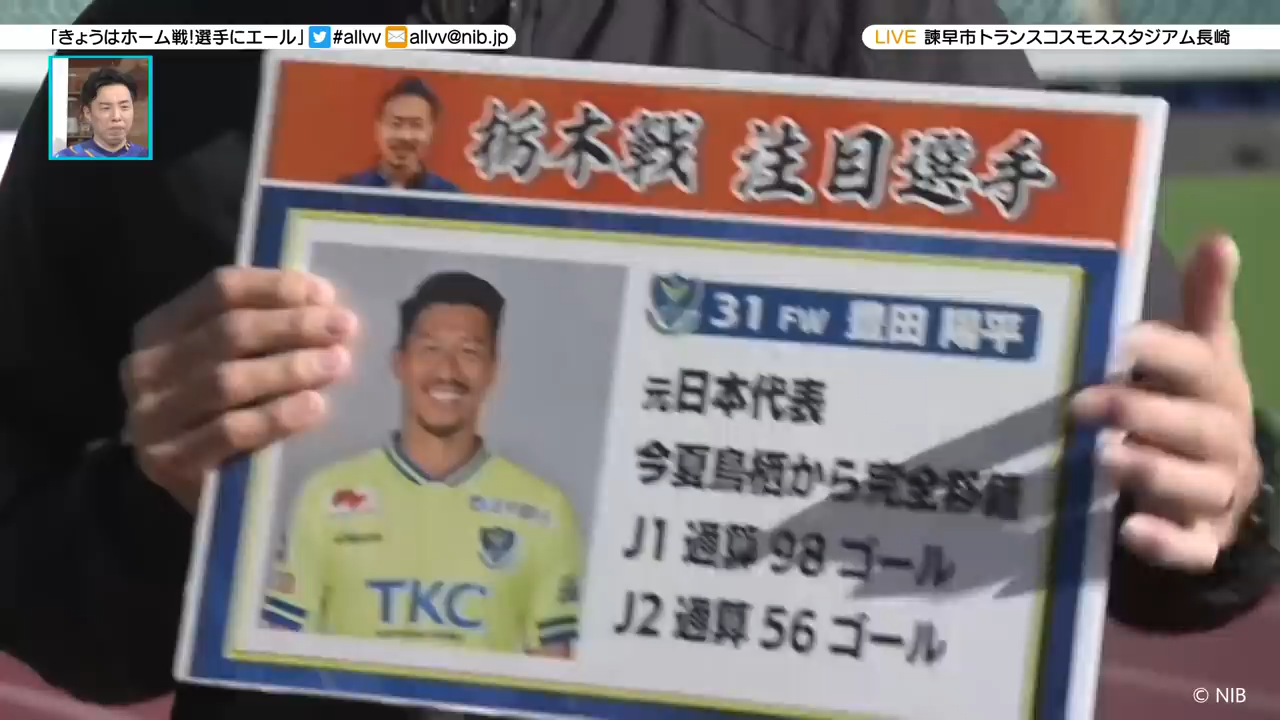 「きょうはホーム戦!選手にエール」 #allvv allvv@nib.jp
LIVE 諫早市トランスコスモススタジアム長崎
栃木戦 注目選手
31 FW 豊田 陽平
元日本代表
今夏鳥栖から完全移籍
J1 通算 98 ゴール
J2 通算 56 ゴール
TKC
© NIB